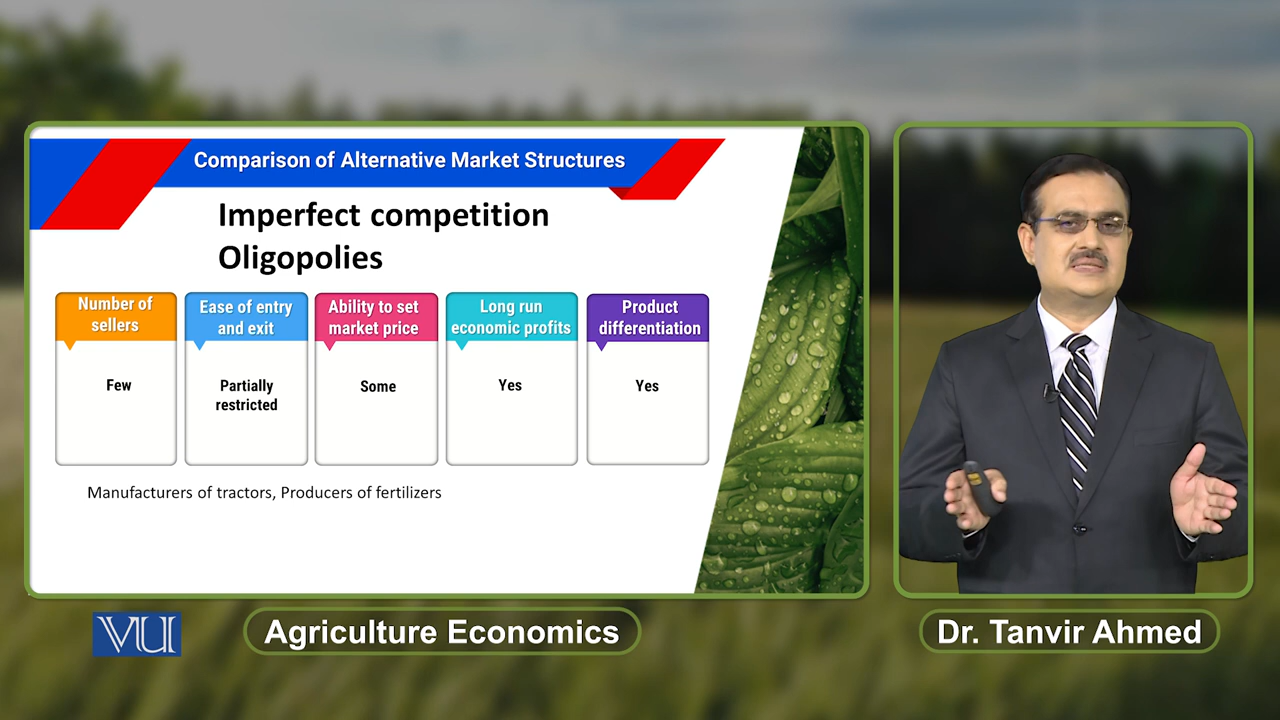 Comparison of Alternative Market Structures
Imperfect competition
Oligopolies
Number of
sellers
Few
Ease of entry
and exit
Partially
restricted
Ability to set
market price
Some
Long run
economic profits
Yes
Product
differentiation
Yes
Manufacturers of tractors, Producers of fertilizers
VU
Agriculture Economics
Dr. Tanvir Ahmed